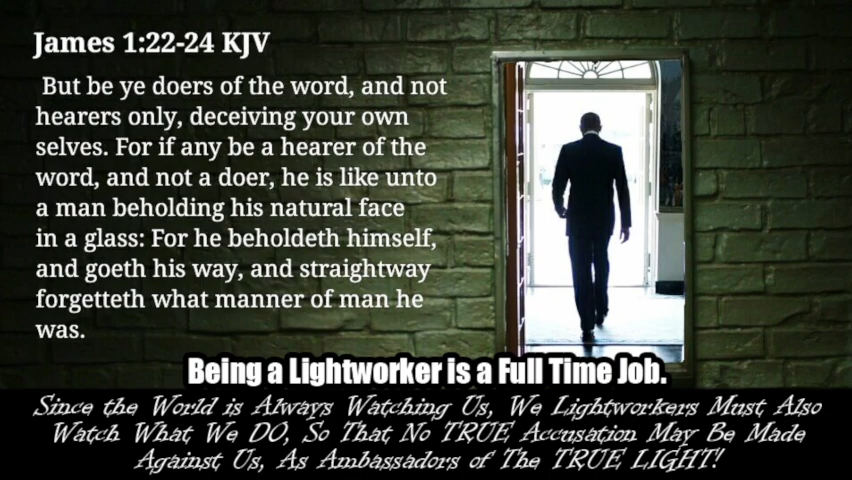 James 1:22-24 KJV
But be ye doers of the word, and not
hearers only, deceiving your own
selves. For if any be a hearer of the
word, and not a doer, he is like unto
a man beholding his natural face
in a glass: For he beholdeth himself,
and goeth his way, and straightway
forgetteth what manner of man he
was.
Being a Lightworker is a Full Time Job.
Since the World is Always Watching Us, We Lightworkers Must Also
Watch What We DO, So That No TRUE Accusation May Be Made
Against Us, As Ambassadors of The TRUE LIGHT!